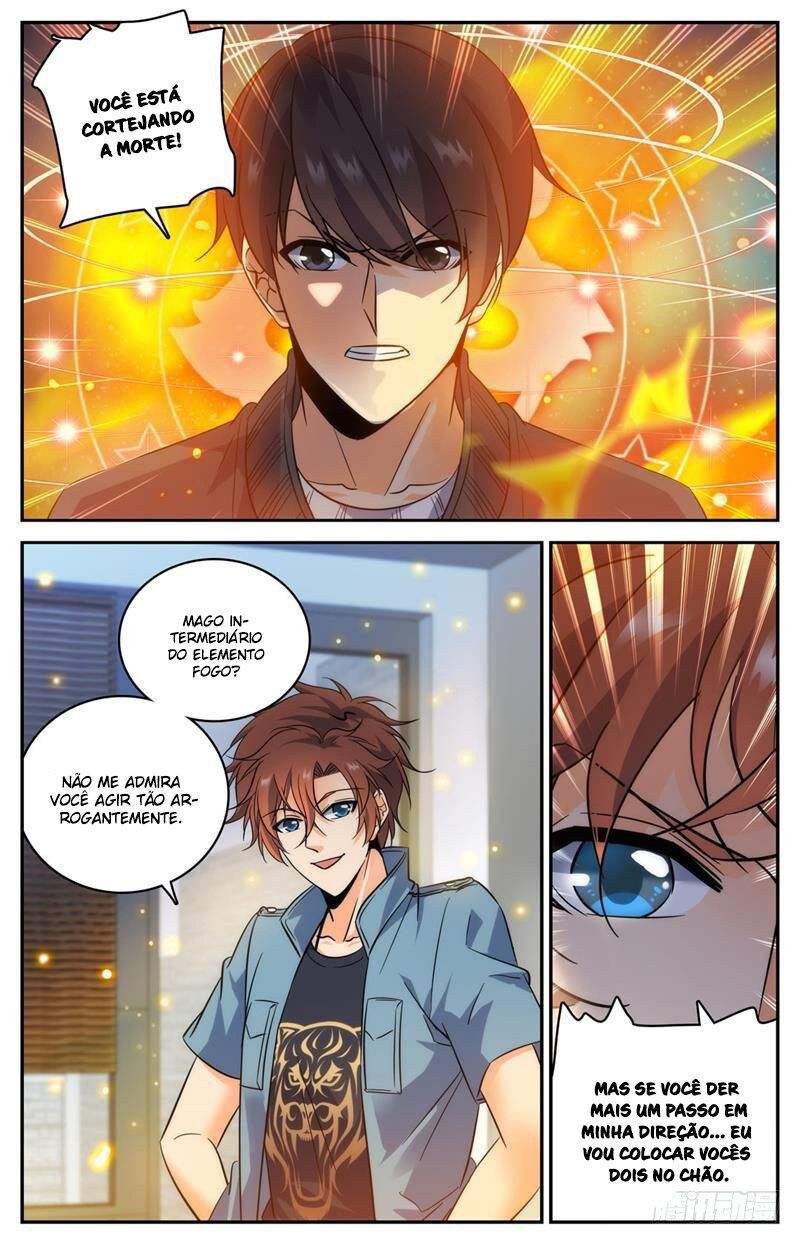 VOCÊ ESTÁ
CORTEJANDO
A MORTE!
MAGO IN-
TERMEDIÁRIO
DO ELEMENTO
FOGO?
NÃO ME ADMIRA
VOCÊ AGIR TÃO AR-
ROGANTEMENTE.
MAS SE VOCÊ DER
MAIS UM PASSO EM
MINHA DIREÇÃO... EU
VOU COLOCAR VOCÊS
DOIS NO CHÃO.